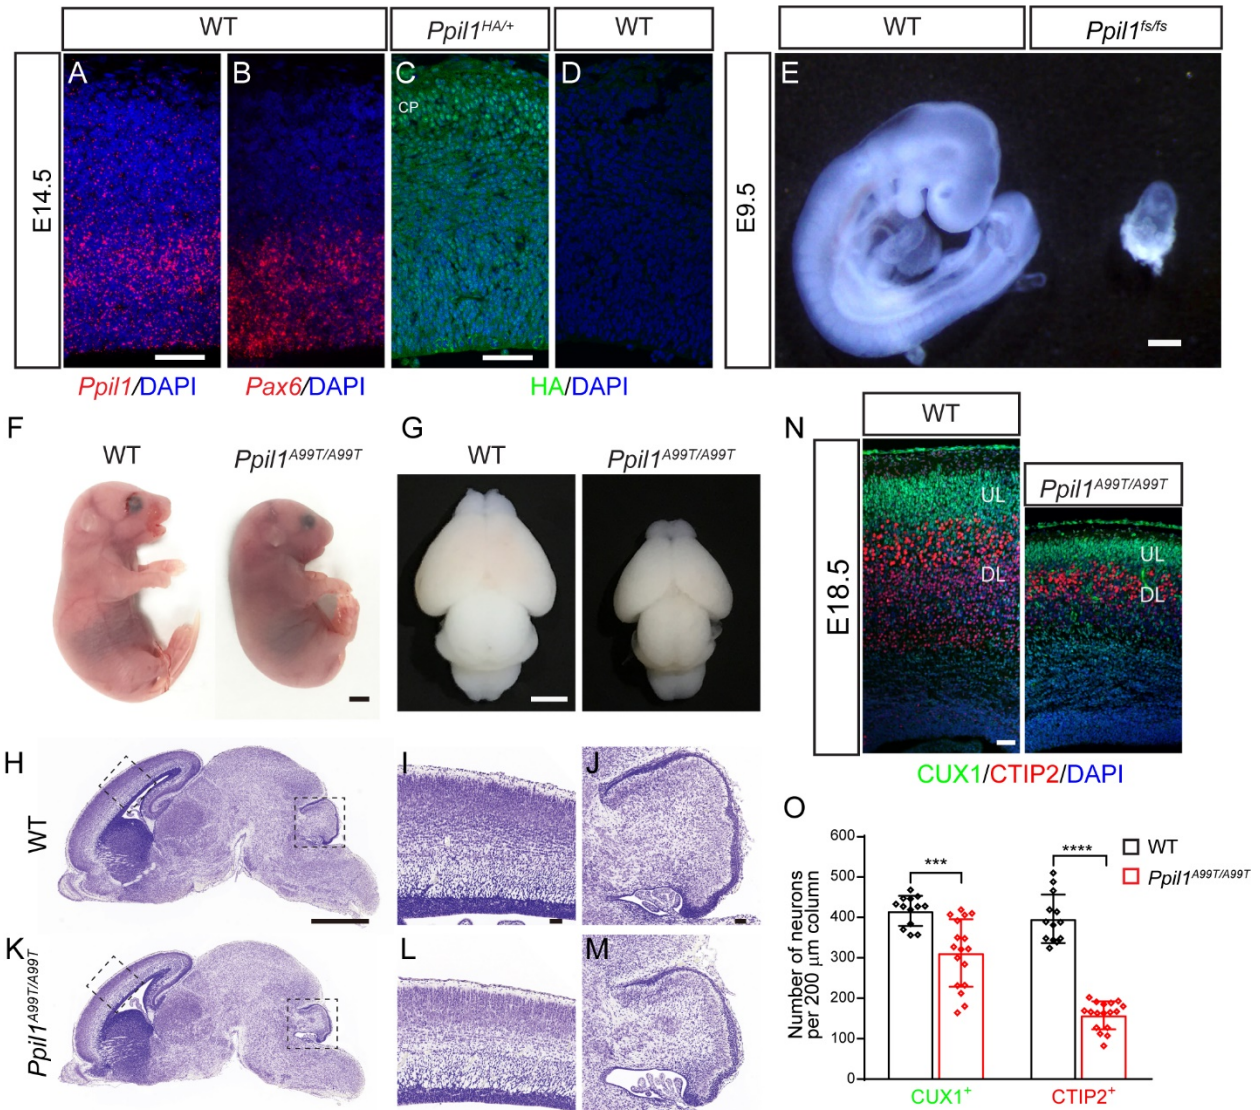 WT
Ppil1HA/+
WT
WT
Ppil1fs/fs
E14.5
A
B
C
CP
D
E9.5
E
Ppil1/DAPI
Pax6/DAPI
HA/DAPI
F
WT
Ppil1A99T/A99T
G
WT
Ppil1A99T/A99T
N
WT
Ppil1A99T/A99T
E18.5
UL
DL
UL
DL
CUX1/CTIP2/DAPI
WT
H
I
J
Ppil1A99T/A99T
K
L
M
O
Number of neurons
per 200 μm column
600
500
400
300
200
100
0
***
****
WT
Ppil1A99T/A99T
CUX1+
CTIP2+